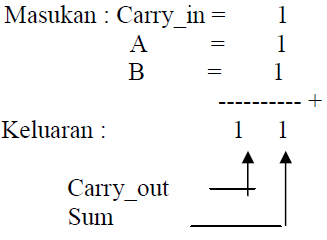 Masukan : Carry_in = 1
A = 1
B = 1
---------- +
Keluaran : 1 1
Carry_out
Sum